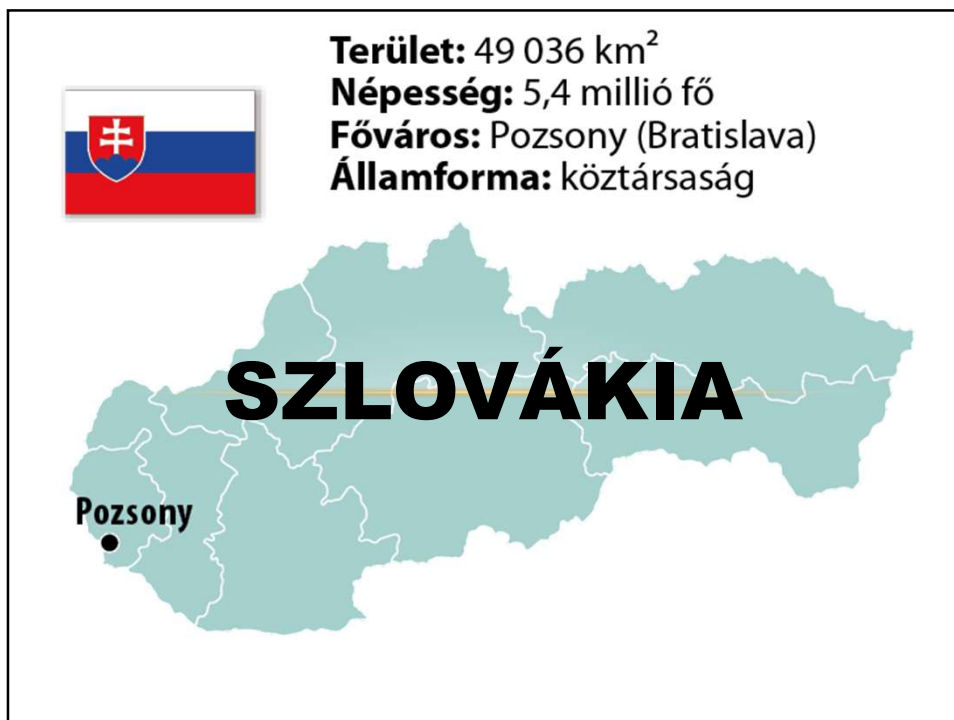 Terület: 49 036 km²
Népesség: 5,4 millió fő
Főváros: Pozsony (Bratislava)
Államforma: köztársaság
SZLOVÁKIA
Pozsony